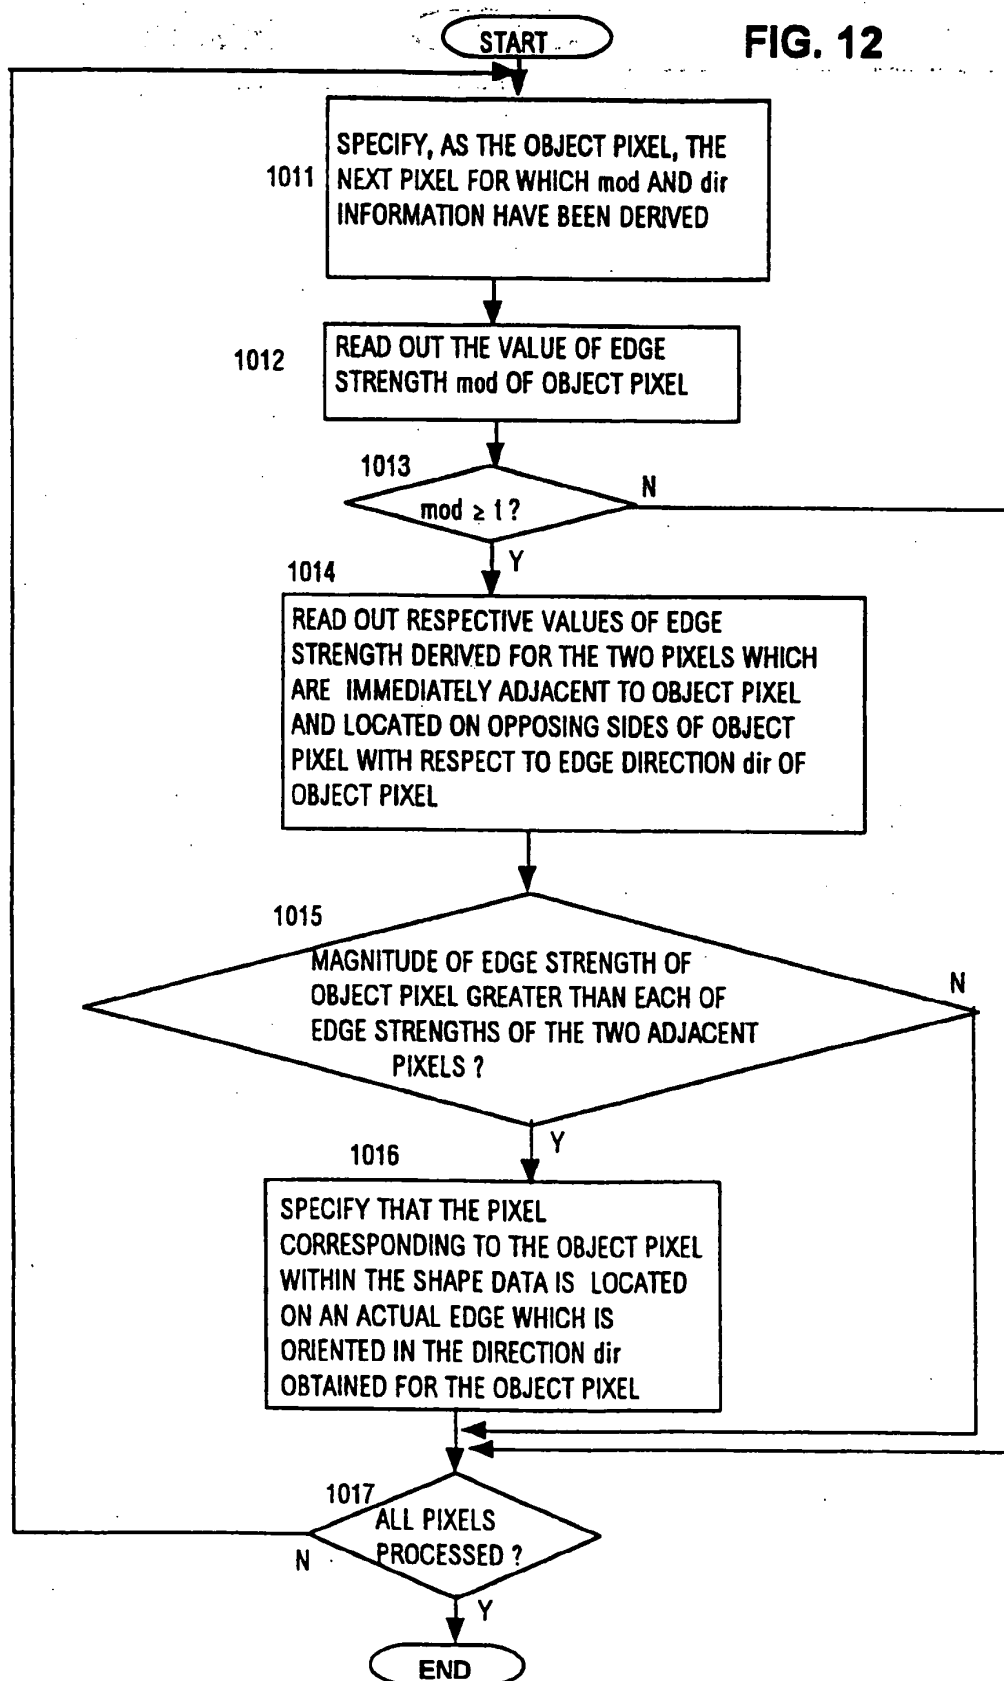 START
FIG. 12
1011
SPECIFY, AS THE OBJECT PIXEL, THE
NEXT PIXEL FOR WHICH mod AND dir
INFORMATION HAVE BEEN DERIVED
1012
READ OUT THE VALUE OF EDGE
STRENGTH mod OF OBJECT PIXEL
1013
mod ≥ t ?
N
Y
1014
READ OUT RESPECTIVE VALUES OF EDGE
STRENGTH DERIVED FOR THE TWO PIXELS WHICH
ARE IMMEDIATELY ADJACENT TO OBJECT PIXEL
AND LOCATED ON OPPOSING SIDES OF OBJECT
PIXEL WITH RESPECT TO EDGE DIRECTION dir OF
OBJECT PIXEL
1015
MAGNITUDE OF EDGE STRENGTH OF
OBJECT PIXEL GREATER THAN EACH OF
EDGE STRENGTHS OF THE TWO ADJACENT
PIXELS ?
N
Y
1016
SPECIFY THAT THE PIXEL
CORRESPONDING TO THE OBJECT PIXEL
WITHIN THE SHAPE DATA IS LOCATED
ON AN ACTUAL EDGE WHICH IS
ORIENTED IN THE DIRECTION dir
OBTAINED FOR THE OBJECT PIXEL
1017
ALL PIXELS
PROCESSED ?
N
Y
END